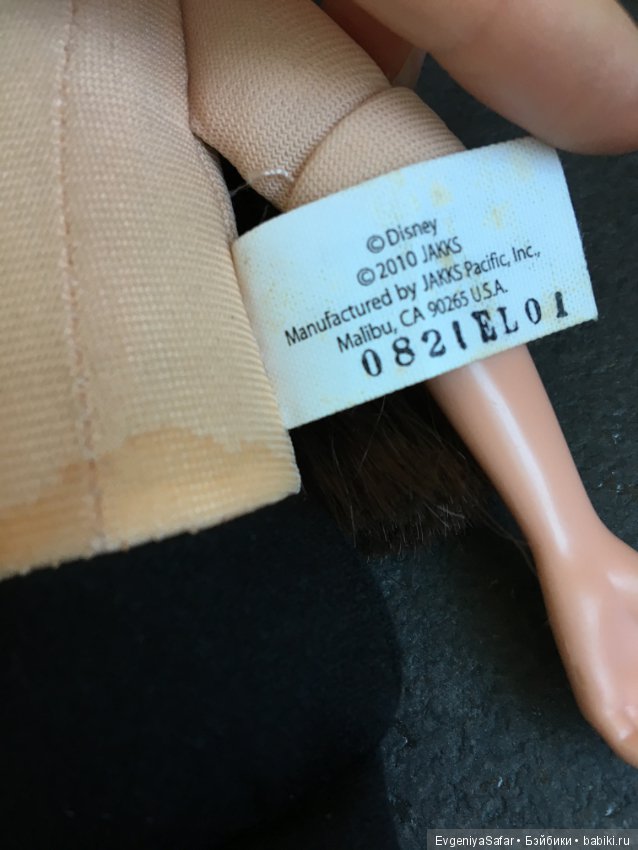 ©Disney
©2010 JAKKS
Manufactured by JAKKS Pacific, Inc.,
Malibu, CA 90265 U.S.A.
0821EL01
EvgeniyaSafar • Бэйбики • babiki.ru